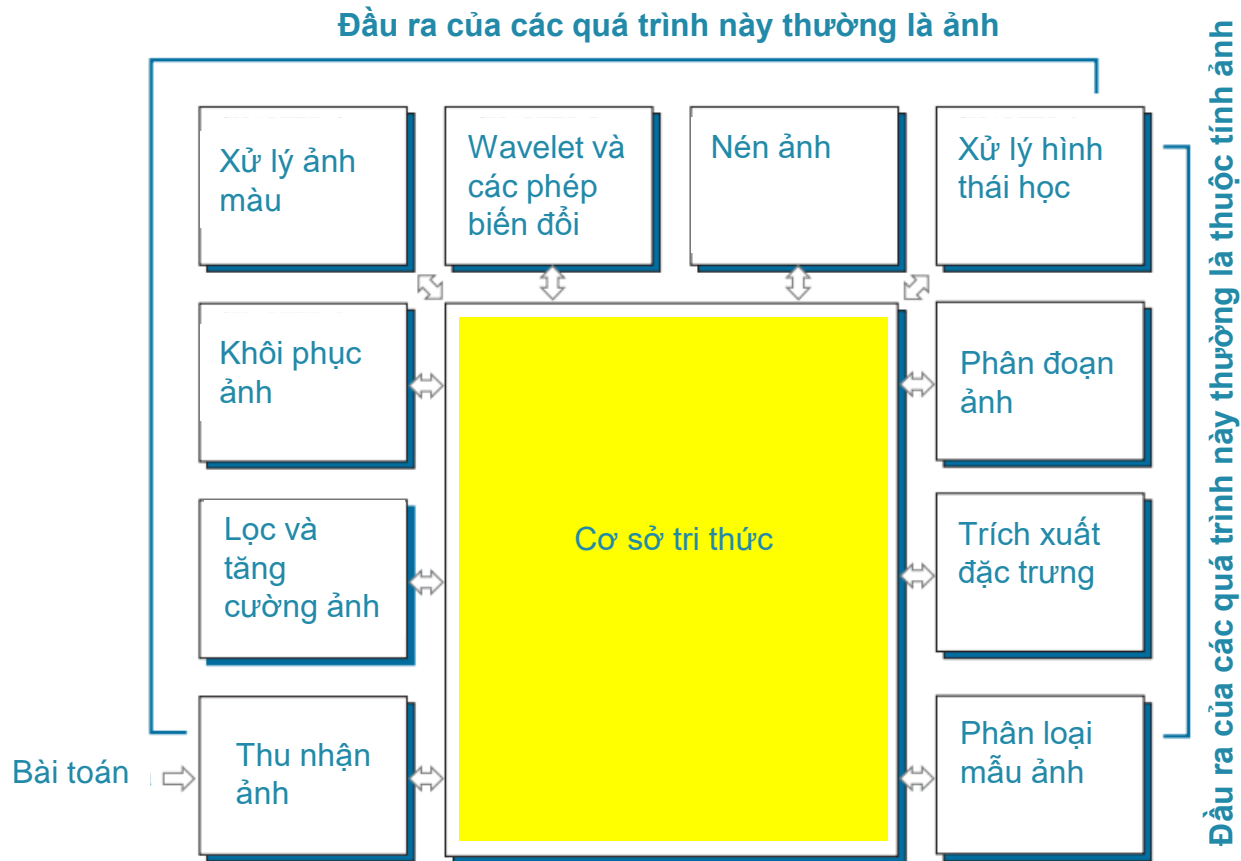 Đầu ra của các quá trình này thường là ảnh
Xử lý ảnh
màu
Wavelet và
các phép
biến đổi
Nén ảnh
Xử lý hình
thái học
Khôi phục
ảnh
Phân đoạn
ảnh
Lọc và
tăng
cường ảnh
Cơ sở tri thức
Trích xuất
đặc trưng
Bài toán
Thu nhận
ảnh
Phân loại
mẫu ảnh
Đầu ra của các quá trình này thường là thuộc tính ảnh